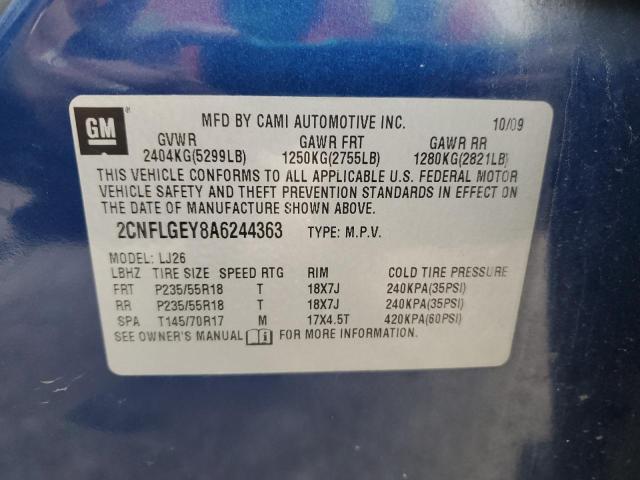 GM
MFD BY CAMI AUTOMOTIVE INC. 10/09
GVWR GAWR FRT GAWR RR
2404KG(5299LB) 1250KG(2755LB) 1280KG(2821LB)
THIS VEHICLE CONFORMS TO ALL APPLICABLE U.S. FEDERAL MOTOR
VEHICLE SAFETY AND THEFT PREVENTION STANDARDS IN EFFECT ON
THE DATE OF MANUFACTURE SHOWN ABOVE.
2CNFLGEY8A6244363 TYPE: M.P.V.
MODEL: LJ26
LBHZ TIRE SIZE SPEED RTG RIM COLD TIRE PRESSURE
FRT P235/55R18 T 18X7J 240KPA(35PSI)
RR P235/55R18 T 18X7J 240KPA(35PSI)
SPA T145/70R17 M 17X4.5T 420KPA(60PSI)
SEE OWNER'S MANUAL i FOR MORE INFORMATION.